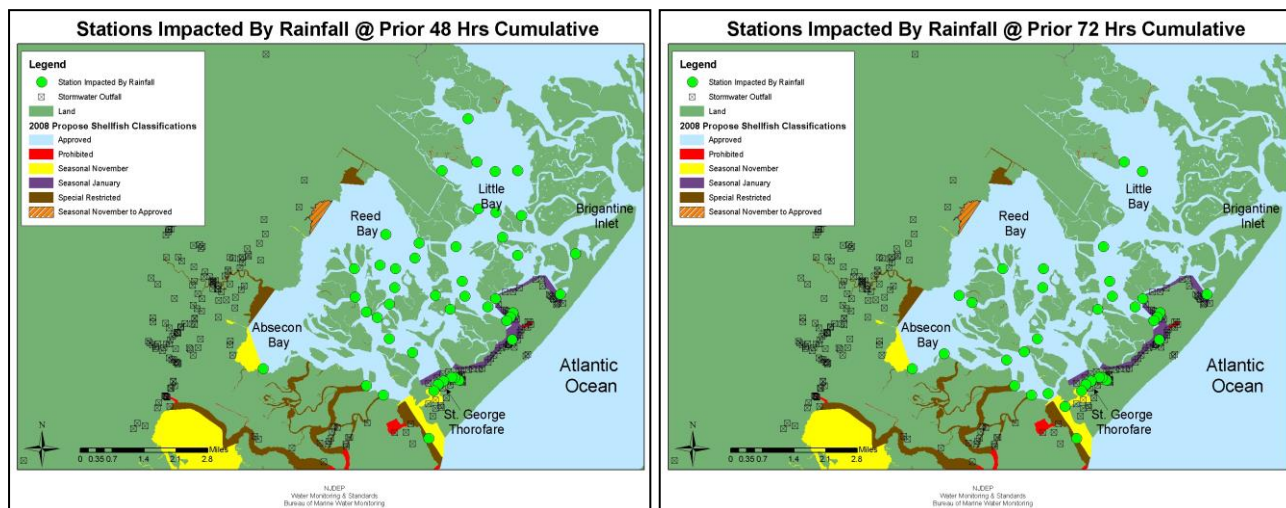 Stations Impacted By Rainfall @ Prior 48 Hrs Cumulative
Legend
Station Impacted By Rainfall
Stormwater Outfall
Land
2008 Propose Shellfish Classifications
Approved
Prohibited
Seasonal November
Seasonal January
Special Restricted
Seasonal November to Approved
Little
Bay
Reed
Bay
Brigantine
Inlet
Absecon
Bay
Atlantic
Ocean
St. George
Thorofare
N
Miles
0 0.35 0.7 1.4 2.1 2.8
NJDEP
Water Monitoring & Standards
Bureau of Marine Water Monitoring
Stations Impacted By Rainfall @ Prior 72 Hrs Cumulative
Legend
Station Impacted By Rainfall
Stormwater Outfall
Land
2008 Propose Shellfish Classifications
Approved
Prohibited
Seasonal November
Seasonal January
Special Restricted
Seasonal November to Approved
Little
Bay
Reed
Bay
Brigantine
Inlet
Absecon
Bay
Atlantic
Ocean
St. George
Thorofare
N
Miles
0 0.35 0.7 1.4 2.1 2.8
NJDEP
Water Monitoring & Standards
Bureau of Marine Water Monitoring